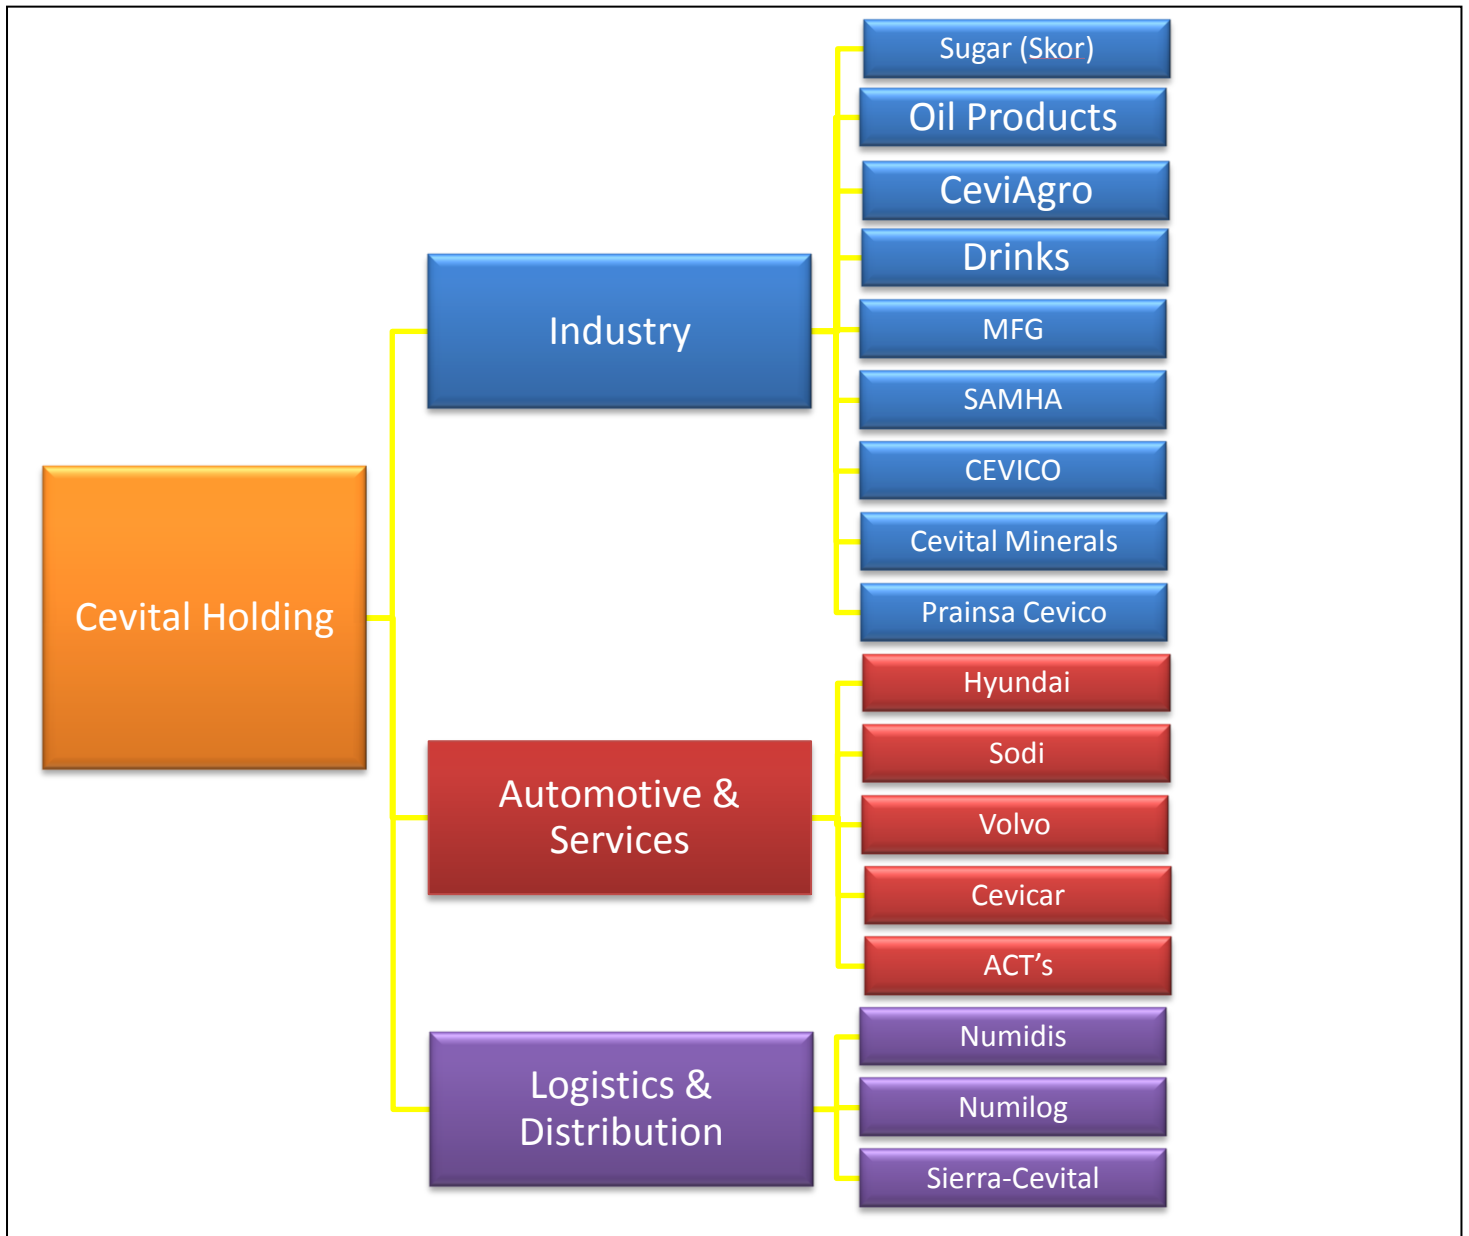 Cevital Holding
Industry
Sugar (Skor)
Oil Products
CeviAgro
Drinks
MFG
SAMHA
CEVICO
Cevital Minerals
Prainsa Cevico
Automotive &
Services
Hyundai
Sodi
Volvo
Cevicar
ACT’s
Logistics &
Distribution
Numidis
Numilog
Sierra-Cevital